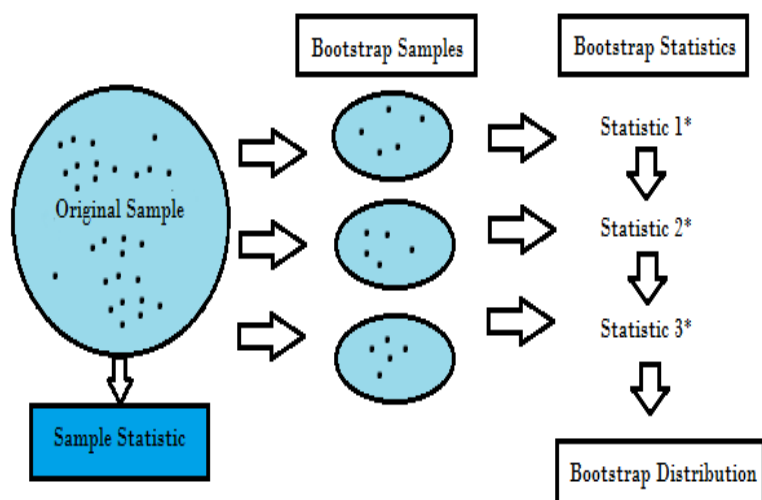 Bootstrap Samples
Bootstrap Statistics
Original Sample
Statistic 1*
Statistic 2*
Statistic 3*
Sample Statistic
Bootstrap Distribution